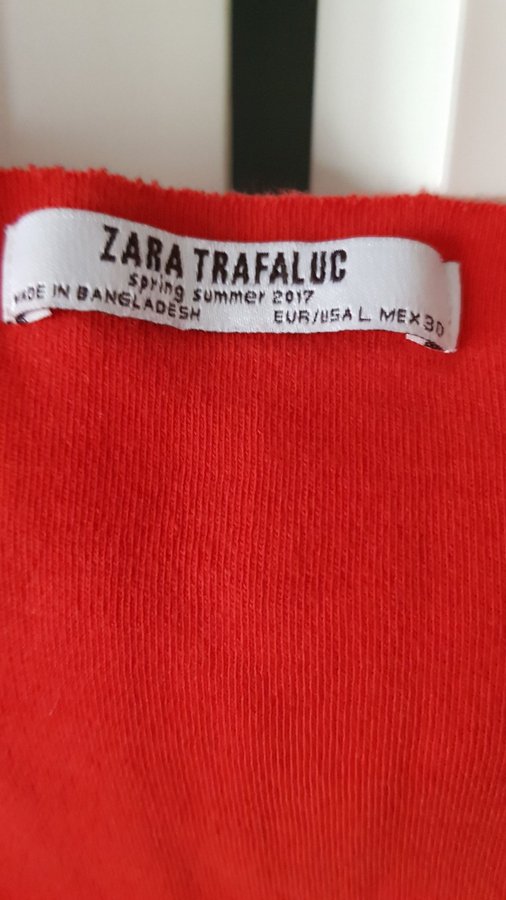 ZARA TRAFALUC
spring summer 2017
MADE IN BANGLADESH EUR/USA L MEX 30